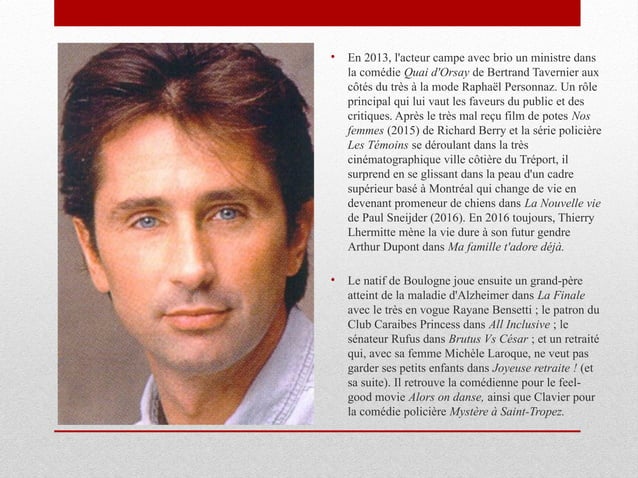 • En 2013, l'acteur campe avec brio un ministre dans
la comédie Quai d'Orsay de Bertrand Tavernier aux
côtés du très à la mode Raphaël Personnaz. Un rôle
principal qui lui vaut les faveurs du public et des
critiques. Après le très mal reçu film de potes Nos
femmes (2015) de Richard Berry et la série policière
Les Témoins se déroulant dans la très
cinématographique ville côtière du Tréport, il
surprend en se glissant dans la peau d'un cadre
supérieur basé à Montréal qui change de vie en
devenant promeneur de chiens dans La Nouvelle vie
de Paul Sneijder (2016). En 2016 toujours, Thierry
Lhermitte mène la vie dure à son futur gendre
Arthur Dupont dans Ma famille t'adore déjà.
• Le natif de Boulogne joue ensuite un grand-père
atteint de la maladie d'Alzheimer dans La Finale
avec le très en vogue Rayane Bensetti ; le patron du
Club Caraibes Princess dans All Inclusive ; le
sénateur Rufus dans Brutus Vs César ; et un retraité
qui, avec sa femme Michèle Laroque, ne veut pas
garder ses petits enfants dans Joyeuse retraite ! (et
sa suite). Il retrouve la comédienne pour le feel-
good movie Alors on danse, ainsi que Clavier pour
la comédie policière Mystère à Saint-Tropez.